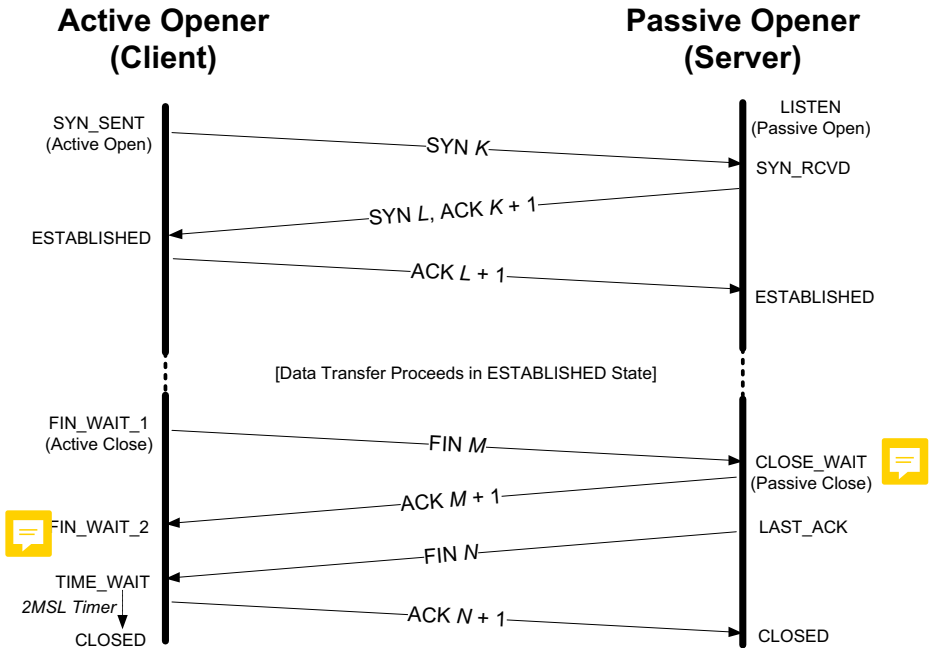 Active Opener
(Client)
Passive Opener
(Server)
SYN_SENT
(Active Open)
LISTEN
(Passive Open)
SYN K
SYN_RCVD
SYN L, ACK K + 1
ESTABLISHED
ACK L + 1
ESTABLISHED
[Data Transfer Proceeds in ESTABLISHED State]
FIN_WAIT_1
(Active Close)
FIN M
CLOSE_WAIT
(Passive Close)
ACK M + 1
FIN_WAIT_2
LAST_ACK
FIN N
TIME_WAIT
2MSL Timer
ACK N + 1
CLOSED
CLOSED